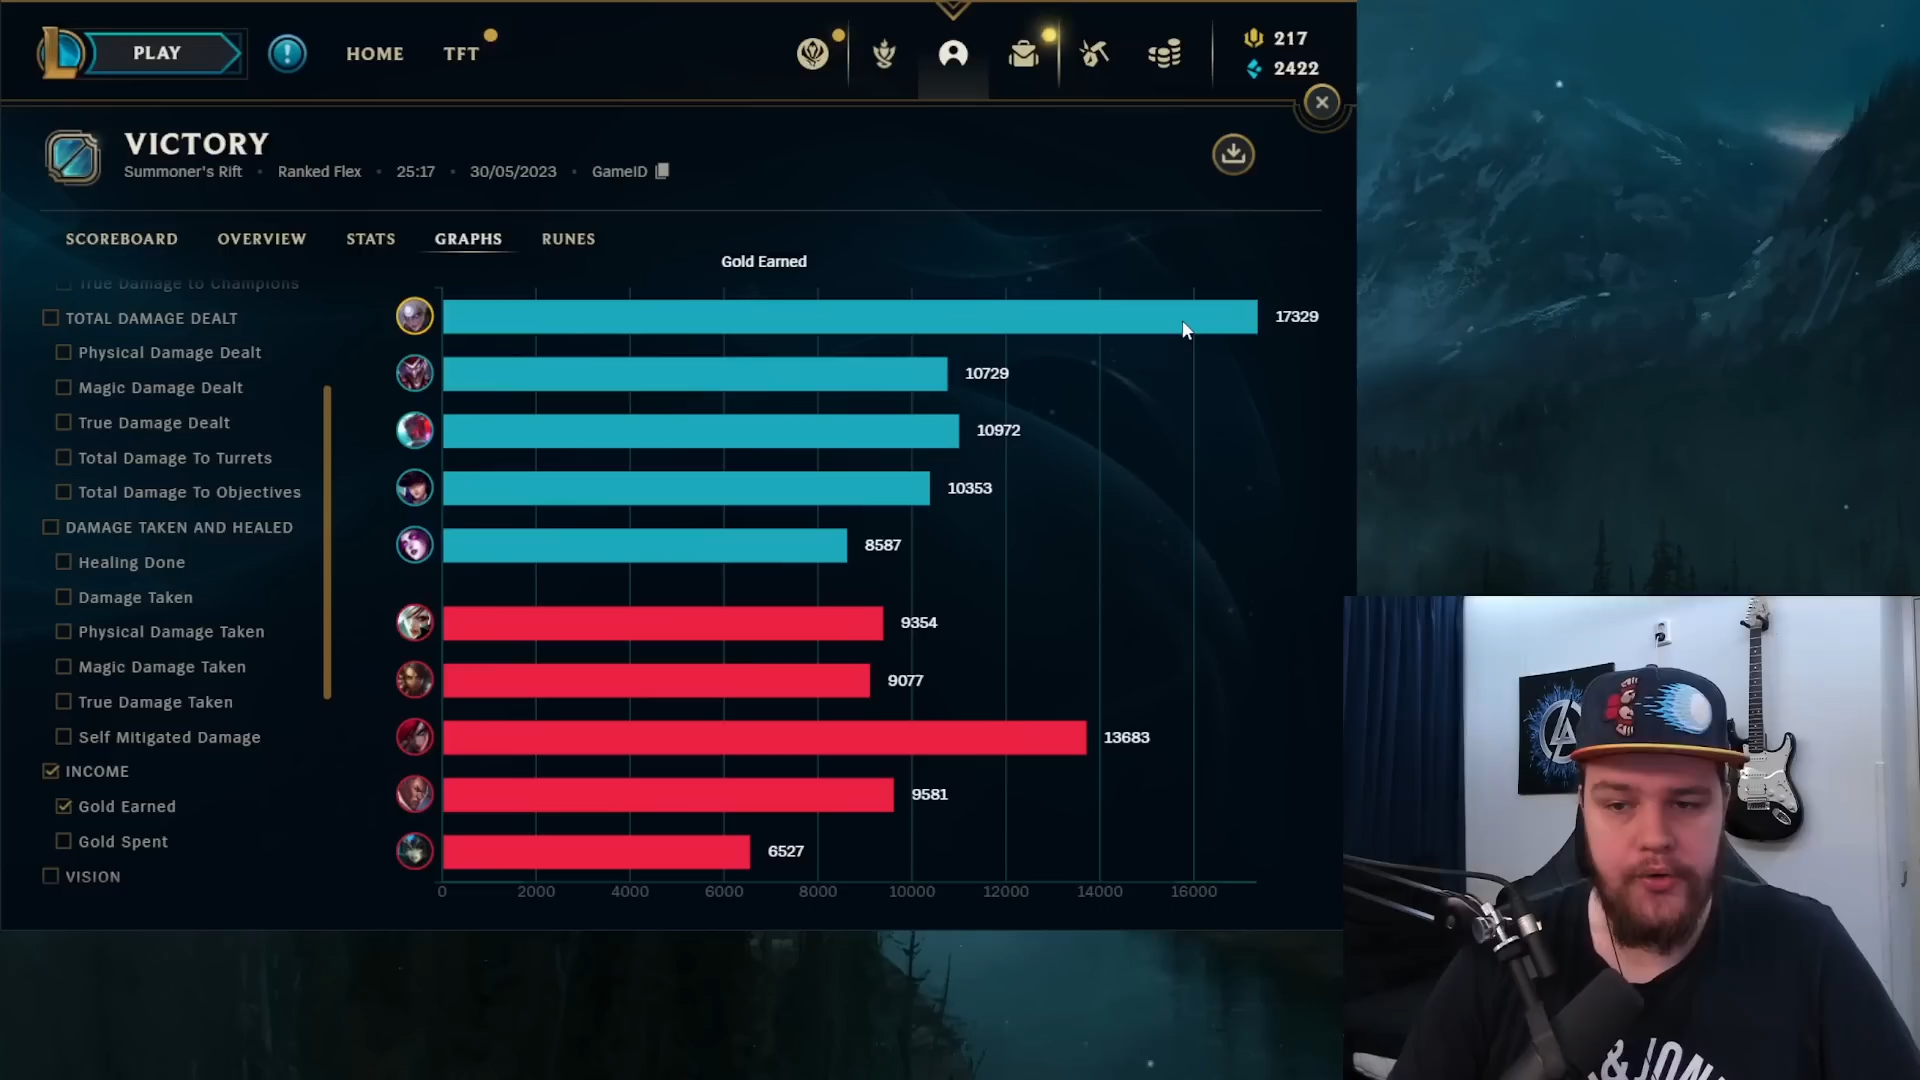 PLAY
HOME
TFT
217
2422
VICTORY
Summoner's Rift • Ranked Flex • 25:17 • 30/05/2023 • GameID
SCOREBOARD
OVERVIEW
STATS
GRAPHS
RUNES
Gold Earned
True Damage to Champions
TOTAL DAMAGE DEALT
Physical Damage Dealt
Magic Damage Dealt
True Damage Dealt
Total Damage To Turrets
Total Damage To Objectives
DAMAGE TAKEN AND HEALED
Healing Done
Damage Taken
Physical Damage Taken
Magic Damage Taken
True Damage Taken
Self Mitigated Damage
INCOME
Gold Earned
Gold Spent
VISION
17329
10729
10972
10353
8587
9354
9077
13683
9581
6527
0 2000 4000 6000 8000 10000 12000 14000 16000